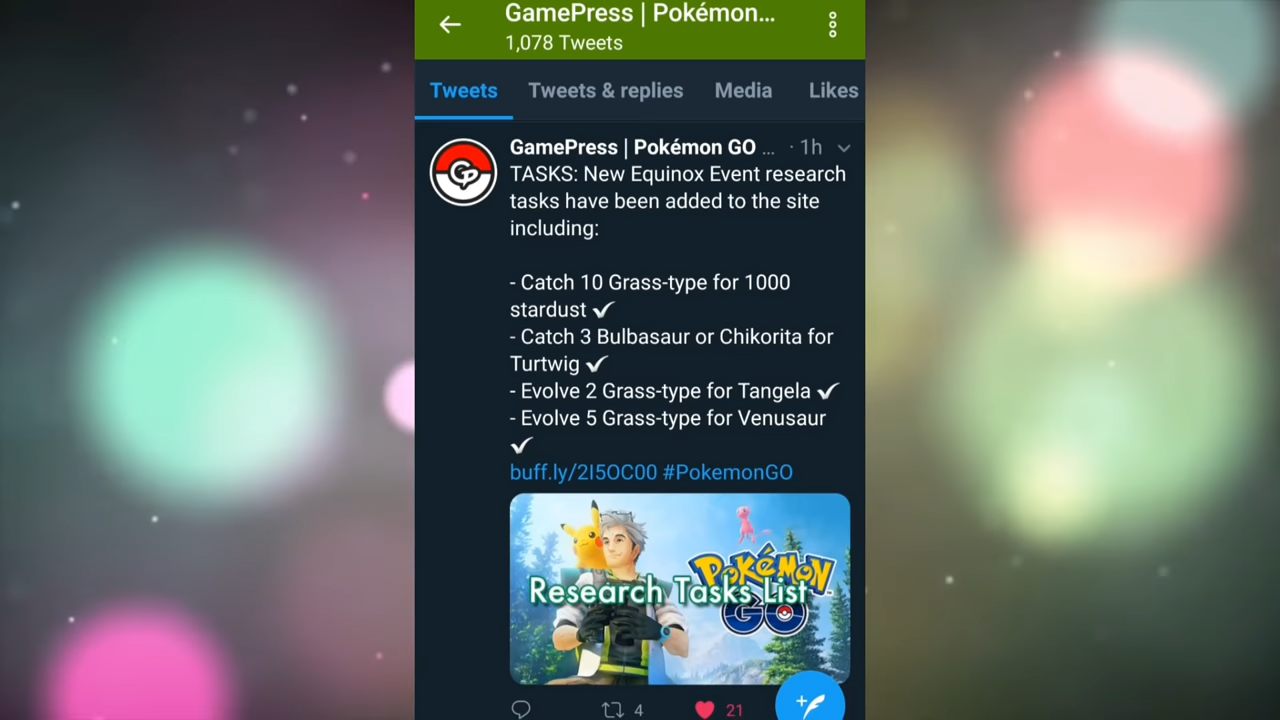 GamePress | Pokémon...
1,078 Tweets
Tweets
Tweets & replies
Media
Likes
GamePress | Pokémon GO ... · 1h
TASKS: New Equinox Event research
tasks have been added to the site
including:
- Catch 10 Grass-type for 1000
stardust ✓
- Catch 3 Bulbasaur or Chikorita for
Turtwig ✓
- Evolve 2 Grass-type for Tangela ✓
- Evolve 5 Grass-type for Venusaur
✓
buff.ly/2I5OC00 #PokemonGO
POKÉMON
Research Tasks List
GO
4
21